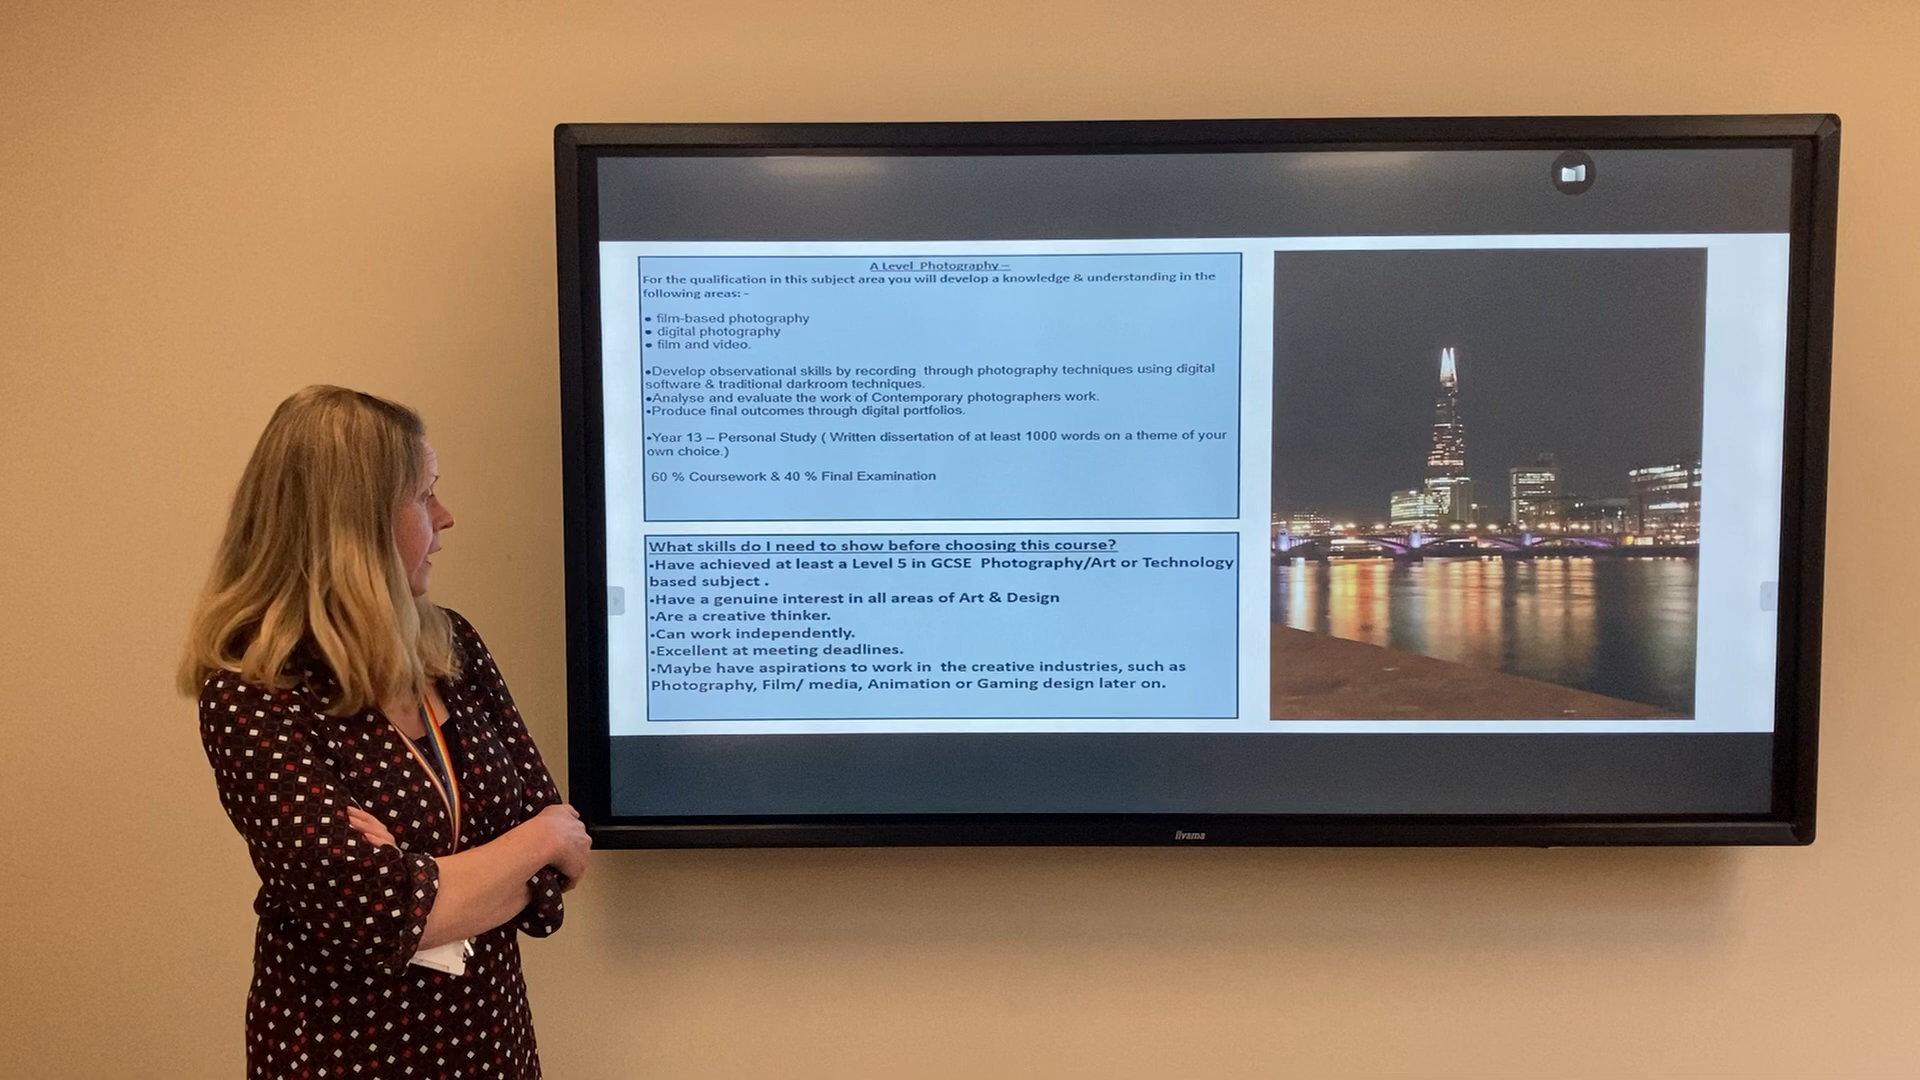 A Level  Photography –
For the qualification in this subject area you will develop a knowledge & understanding in the
following areas: -
• film-based photography
• digital photography
• film and video.
•Develop observational skills by recording  through photography techniques using digital
software & traditional darkroom techniques.
•Analyse and evaluate the work of Contemporary photographers work.
•Produce final outcomes through digital portfolios.
•Year 13 – Personal Study ( Written dissertation of at least 1000 words on a theme of your
own choice.)
60 % Coursework & 40 % Final Examination
What skills do I need to show before choosing this course?
•Have achieved at least a Level 5 in GCSE  Photography/Art or Technology
based subject .
•Have a genuine interest in all areas of Art & Design
•Are a creative thinker.
•Can work independently.
•Excellent at meeting deadlines.
•Maybe have aspirations to work in  the creative industries, such as
Photography, Film/ media, Animation or Gaming design later on.
iiyama